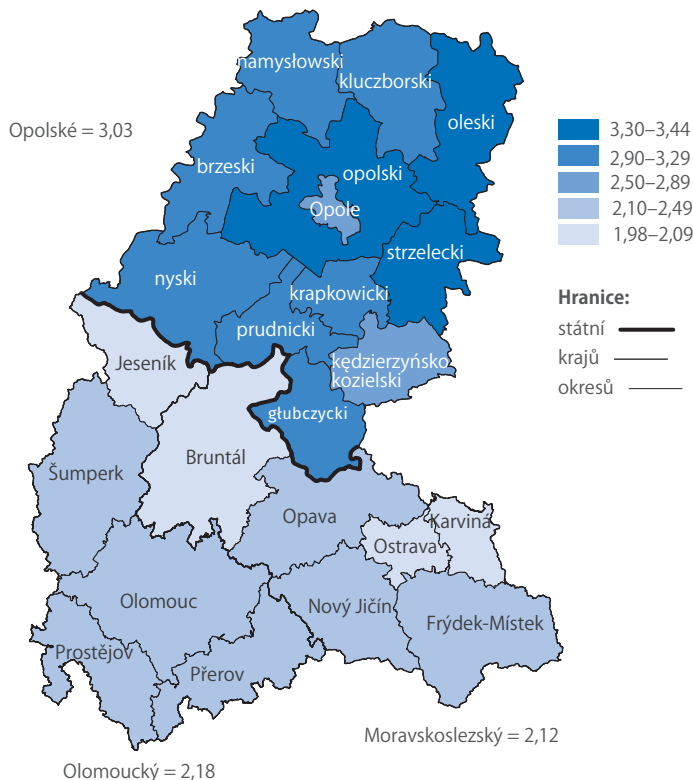 namysłowski
kluczborski
oleski
Opolské = 3,03
brzeski
opolski
Opole
strzelecki
nyski
krapkowicki
prudnicki
kędzierzyńsko
kozielski
głubczycki
Jeseník
Bruntál
Šumperk
Opava
Karviná
Ostrava
Olomouc
Nový Jičín
Frýdek-Místek
Prostějov
Přerov
Moravskoslezský = 2,12
Olomoucký = 2,18
3,30–3,44
2,90–3,29
2,50–2,89
2,10–2,49
1,98–2,09
Hranice:
státní
krajů
okresů